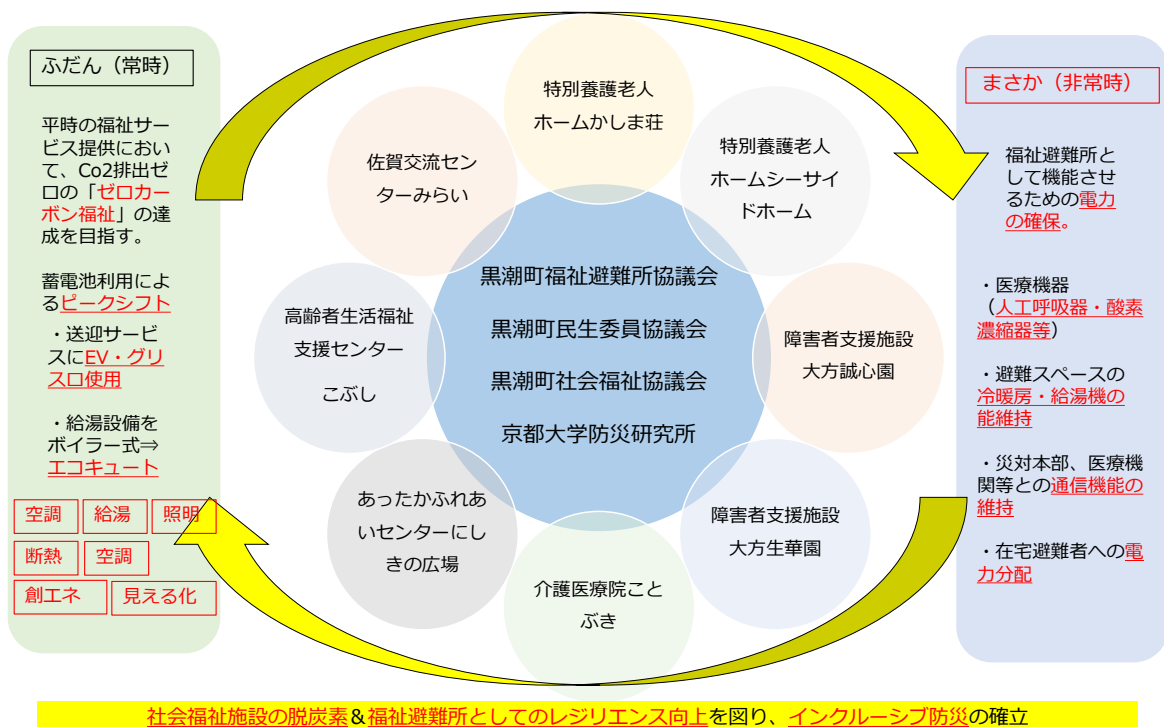 ふだん（常時）
平時の福祉サー
ビス提供におい
て、Co2排出ゼ
ロの「ゼロカー
ボン福祉」の達
成を目指す。
蓄電池利用によ
るピークシフト
・送迎サービ
スにEV・グリ
スロ使用
・給湯設備を
ボイラー式⇒
エコキュート
空調
給湯
照明
断熱
空調
創エネ
見える化
特別養護老人
ホームかしま荘
特別養護老人
ホームシーサイ
ドホーム
障害者支援施設
大方誠心園
障害者支援施設
大方生華園
介護医療院こと
ぶき
あったかふれあ
いセンターにし
きの広場
高齢者生活福祉
支援センター
こぶし
佐賀交流セン
ターみらい
黒潮町福祉避難所協議会
黒潮町民生委員協議会
黒潮町社会福祉協議会
京都大学防災研究所
まさか（非常時）
福祉避難所と
して機能させ
るための電力
の確保。
・医療機器
（人工呼吸器・酸素
濃縮器等）
・避難スペースの
冷暖房・給湯機の
能維持
・災対本部、医療機
関等との通信機能の
維持
・在宅避難者への電
力分配
社会福祉施設の脱炭素＆福祉避難所としてのレジリエンス向上を図り、インクルーシブ防災の確立